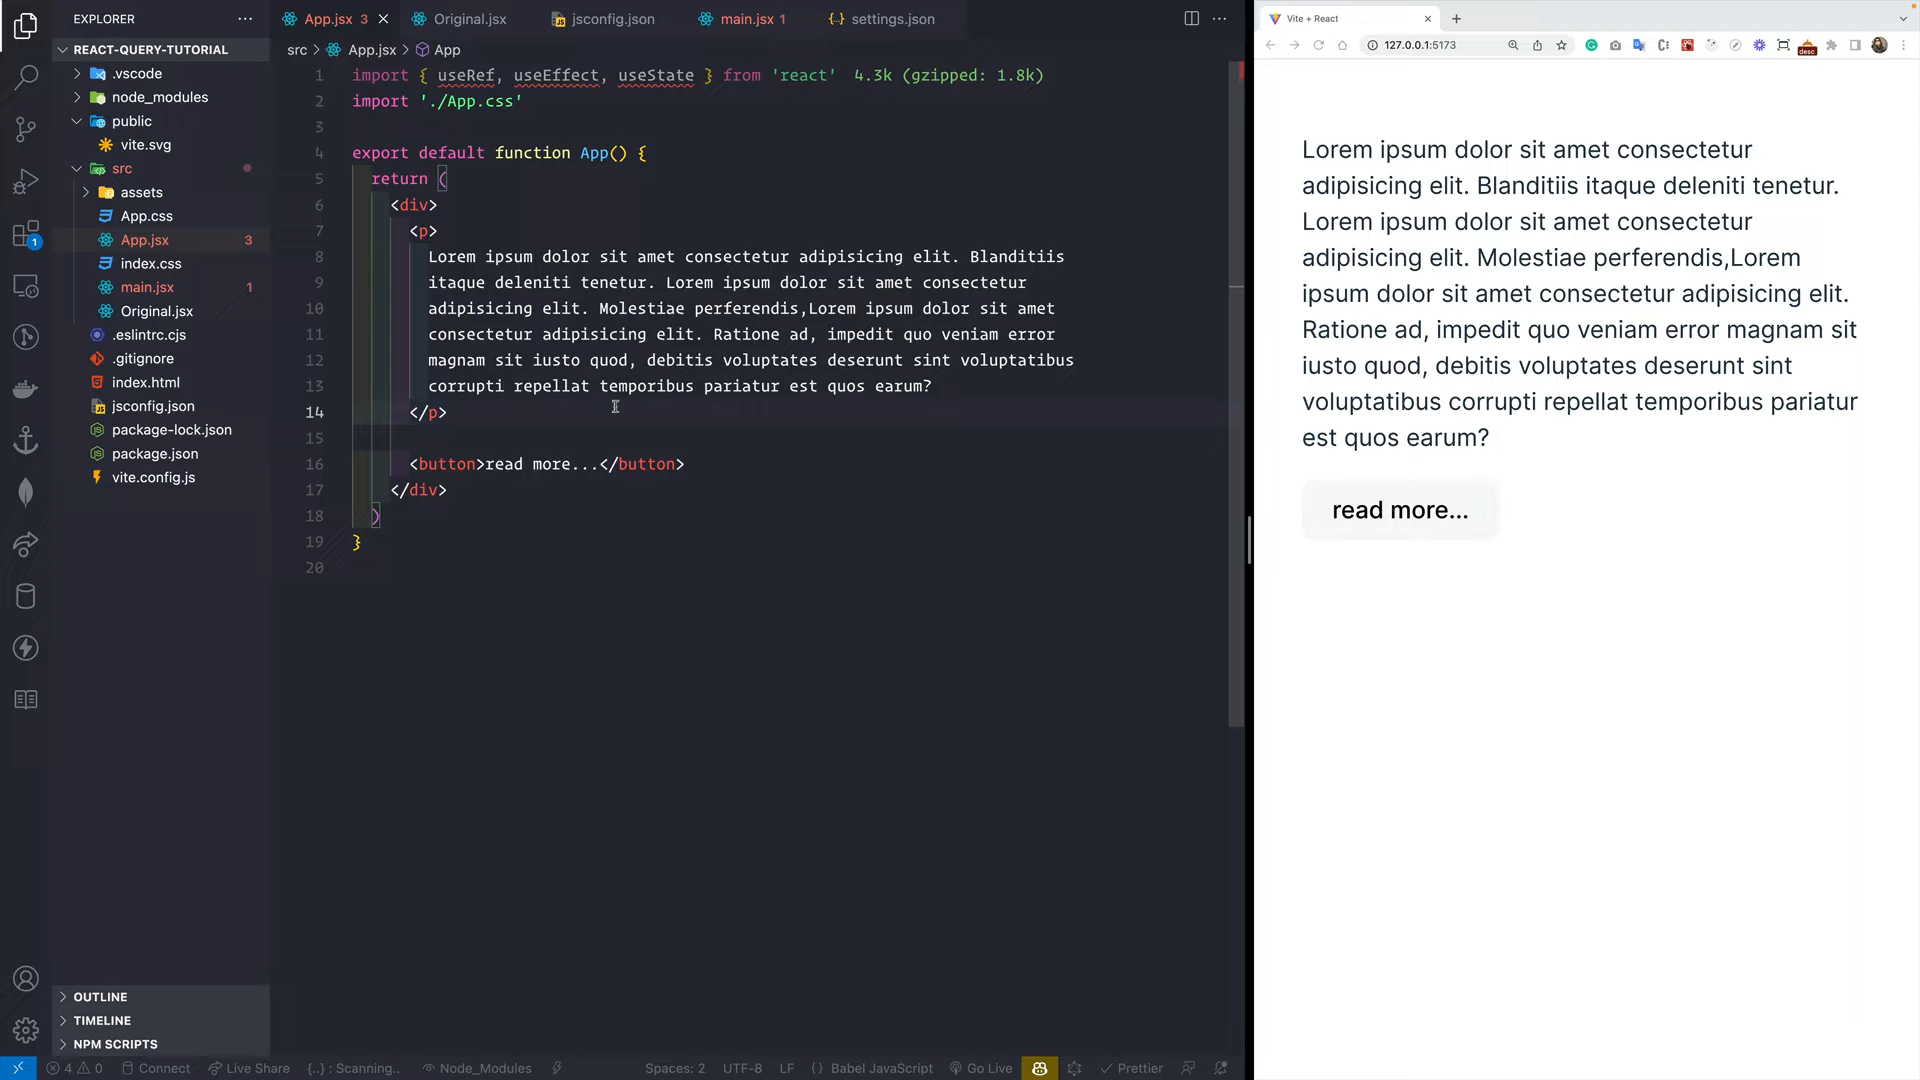 EXPLORER
REACT-QUERY-TUTORIAL
.vscode
node_modules
public
vite.svg
src
assets
App.css
App.jsx 3
index.css
main.jsx 1
Original.jsx
.eslintrc.cjs
.gitignore
index.html
jsconfig.json
package-lock.json
package.json
vite.config.js
OUTLINE
TIMELINE
NPM SCRIPTS
1
App.jsx 3
Original.jsx
jsconfig.json
main.jsx 1
settings.json
src > App.jsx > App
1 import { useRef, useEffect, useState } from 'react' 4.3k (gzipped: 1.8k)
2 import './App.css'
3
4 export default function App() {
5 return (
6 <div>
7 <p>
8 Lorem ipsum dolor sit amet consectetur adipisicing elit. Blanditiis
9 itaque deleniti tenetur. Lorem ipsum dolor sit amet consectetur
10 adipisicing elit. Molestiae perferendis,Lorem ipsum dolor sit amet
11 consectetur adipisicing elit. Ratione ad, impedit quo veniam error
12 magnam sit iusto quod, debitis voluptates deserunt sint voluptatibus
13 corrupti repellat temporibus pariatur est quos earum?
14 </p>
15
16 <button>read more...</button>
17 </div>
18 )
19 }
20
4 0 Connect Live Share {..} : Scanning.. Node_Modules Spaces: 2 UTF-8 LF {} Babel JavaScript Go Live Prettier
Vite + React
127.0.0.1:5173
desc
Lorem ipsum dolor sit amet consectetur
adipisicing elit. Blanditiis itaque deleniti tenetur.
Lorem ipsum dolor sit amet consectetur
adipisicing elit. Molestiae perferendis,Lorem
ipsum dolor sit amet consectetur adipisicing elit.
Ratione ad, impedit quo veniam error magnam sit
iusto quod, debitis voluptates deserunt sint
voluptatibus corrupti repellat temporibus pariatur
est quos earum?
read more...